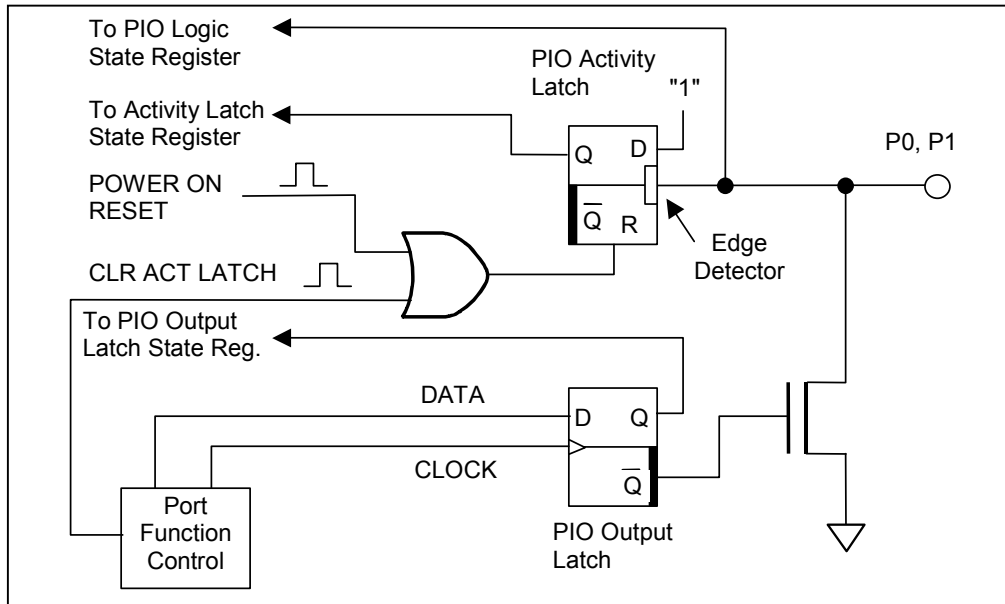 To PIO Logic
State Register
PIO Activity
Latch
"1"
To Activity Latch
State Register
Q D
P0, P1
POWER ON
RESET
Q̅ R
Edge
Detector
CLR ACT LATCH
To PIO Output
Latch State Reg.
DATA
D Q
CLOCK
Q̅
Port
Function
Control
PIO Output
Latch